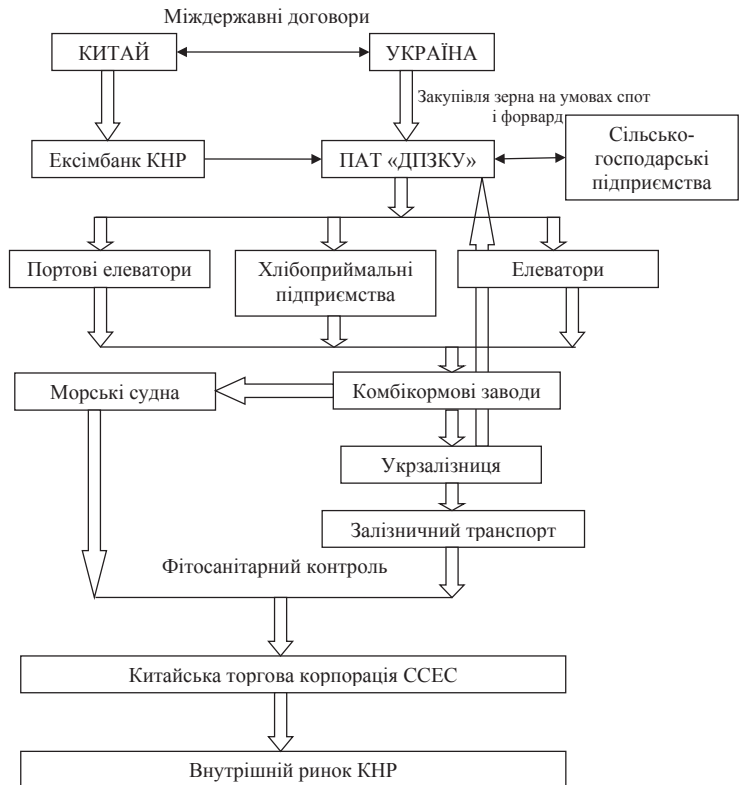 Міждержавні договори
КИТАЙ
УКРАЇНА
Закупівля зерна на умовах спот
і форвард
Ексімбанк КНР
ПАТ «ДПЗКУ»
Сільсько-
господарські
підприємства
Портові елеватори
Хлібоприймальні
підприємства
Елеватори
Морські судна
Комбікормові заводи
Укрзалізниця
Залізничний транспорт
Фітосанітарний контроль
Китайська торгова корпорація ССЕС
Внутрішній ринок КНР